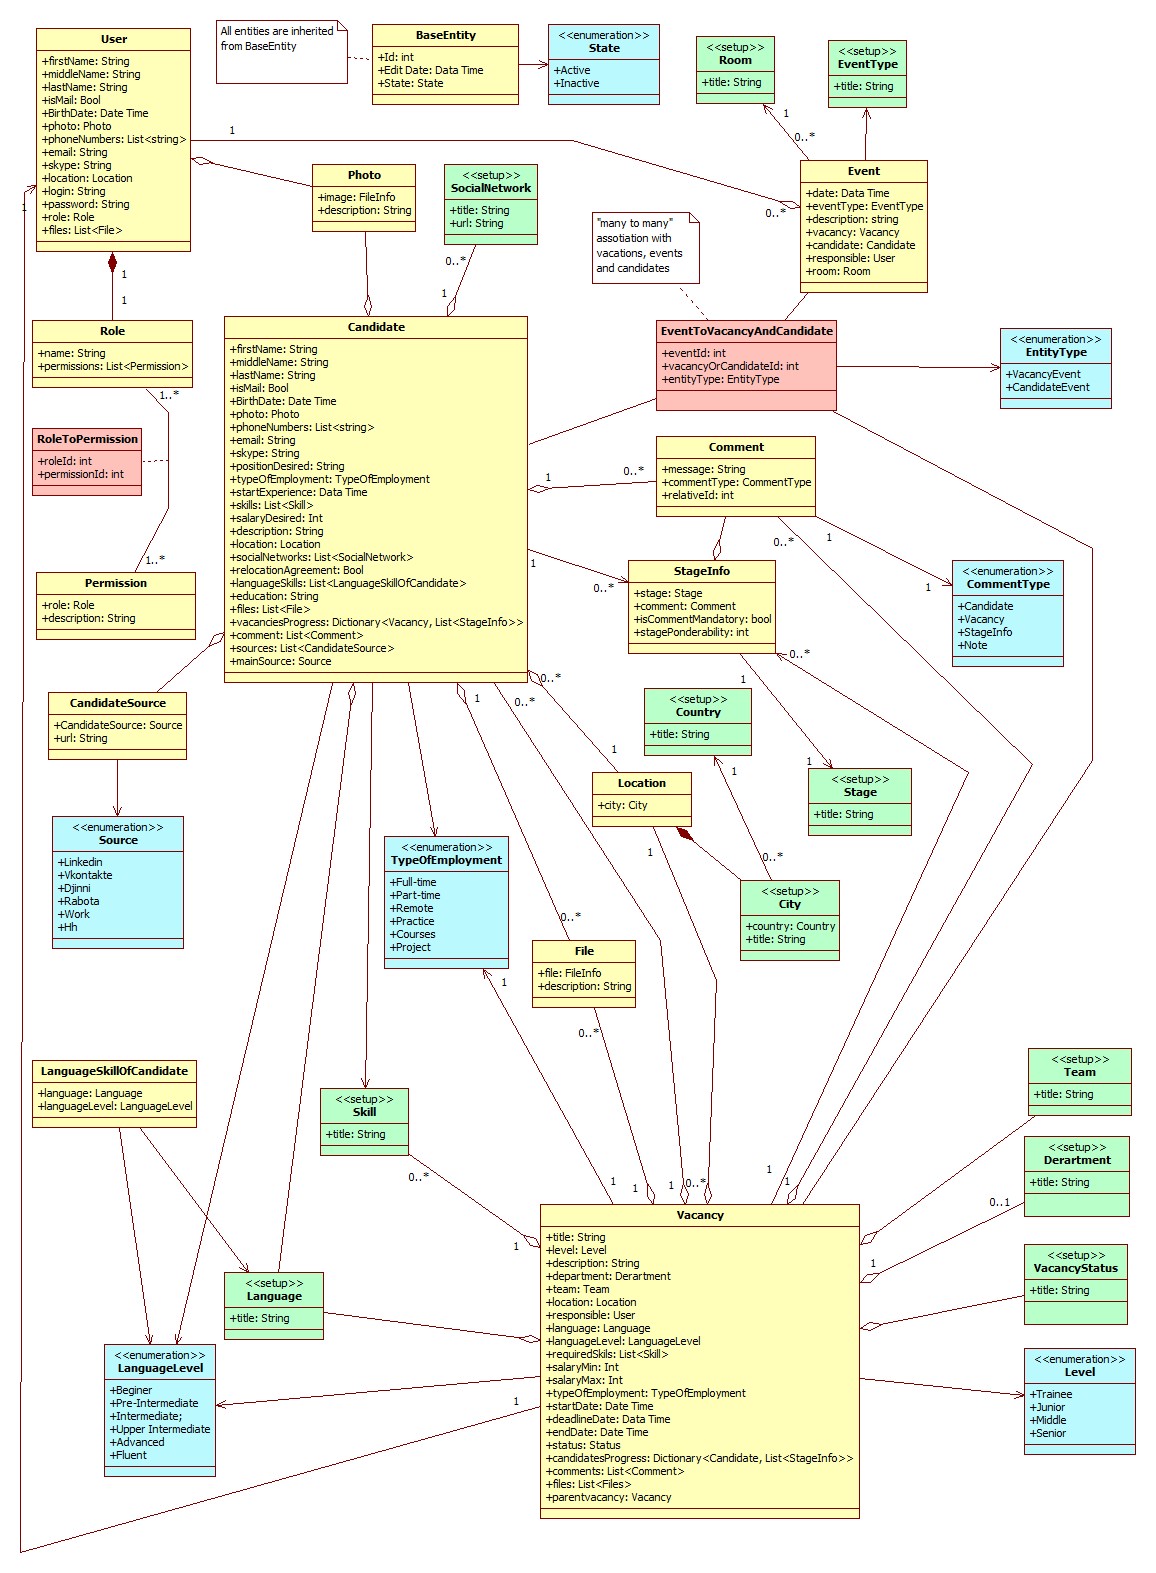 User
+firstName: String
+middleName: String
+lastName: String
+isMail: Bool
+BirthDate: Date Time
+photo: Photo
+phoneNumbers: List<string>
+email: String
+skype: String
+location: Location
+login: String
+password: String
+role: Role
+files: List<File>
All entities are inherited
from BaseEntity
BaseEntity
+Id: int
+Edit Date: Data Time
+State: State
<<enumeration>>
State
+Active
+Inactive
<<setup>>
Room
+title: String
<<setup>>
EventType
+title: String
1
0..*
1
0..*
Event
+date: Data Time
+eventType: EventType
+description: string
+vacancy: Vacancy
+candidate: Candidate
+responsible: User
+room: Room
Photo
+image: FileInfo
+description: String
<<setup>>
SocialNetwork
+title: String
+url: String
0..*
1
"many to many"
assotiation with
vacations, events
and candidates
1
1
1
Role
+name: String
+permissions: List<Permission>
1..*
RoleToPermission
+roleId: int
+permissionId: int
1..*
Permission
+role: Role
+description: String
Candidate
+firstName: String
+middleName: String
+lastName: String
+isMail: Bool
+BirthDate: Date Time
+photo: Photo
+phoneNumbers: List<string>
+email: String
+skype: String
+positionDesired: String
+typeOfEmployment: TypeOfEmployment
+startExperience: Data Time
+skills: List<Skill>
+salaryDesired: Int
+description: String
+location: Location
+socialNetworks: List<SocialNetwork>
+relocationAgreement: Bool
+languageSkills: List<LanguageSkillOfCandidate>
+education: String
+files: List<File>
+vacanciesProgress: Dictionary<Vacancy, List<StageInfo>>
+comment: List<Comment>
+sources: List<CandidateSource>
+mainSource: Source
EventToVacancyAndCandidate
+eventId: int
+vacancyOrCandidateId: int
+entityType: EntityType
<<enumeration>>
EntityType
+VacancyEvent
+CandidateEvent
Comment
+message: String
+commentType: CommentType
+relativeId: int
1
0..*
0..*
1
1
<<enumeration>>
CommentType
+Candidate
+Vacancy
+StageInfo
+Note
1
0..*
StageInfo
+stage: Stage
+comment: Comment
+isCommentMandatory: bool
+stagePonderability: int
0..*
1
1
<<setup>>
Stage
+title: String
<<setup>>
Country
+title: String
1
0..*
<<setup>>
City
+country: Country
+title: String
0..*
1
Location
+city: City
1
1
0..*
CandidateSource
+CandidateSource: Source
+url: String
<<enumeration>>
Source
+Linkedin
+Vkontakte
+Djinni
+Rabota
+Work
+Hh
<<enumeration>>
TypeOfEmployment
+Full-time
+Part-time
+Remote
+Practice
+Courses
+Project
1
0..*
File
+file: FileInfo
+description: String
0..*
LanguageSkillOfCandidate
+language: Language
+languageLevel: LanguageLevel
<<setup>>
Skill
+title: String
0..*
1
1
1
1
0..*
1
1
<<setup>>
Team
+title: String
<<setup>>
Derartment
+title: String
0..1
1
<<setup>>
VacancyStatus
+title: String
<<enumeration>>
Level
+Trainee
+Junior
+Middle
+Senior
<<setup>>
Language
+title: String
<<enumeration>>
LanguageLevel
+Beginer
+Pre-Intermediate
+Intermediate;
+Upper Intermediate
+Advanced
+Fluent
1
Vacancy
+title: String
+level: Level
+description: String
+department: Derartment
+team: Team
+location: Location
+responsible: User
+language: Language
+languageLevel: LanguageLevel
+requiredSkils: List<Skill>
+salaryMin: Int
+salaryMax: Int
+typeOfEmployment: TypeOfEmployment
+startDate: Date Time
+deadlineDate: Data Time
+endDate: Date Time
+status: Status
+candidatesProgress: Dictionary<Candidate, List<StageInfo>>
+comments: List<Comment>
+files: List<Files>
+parentvacancy: Vacancy